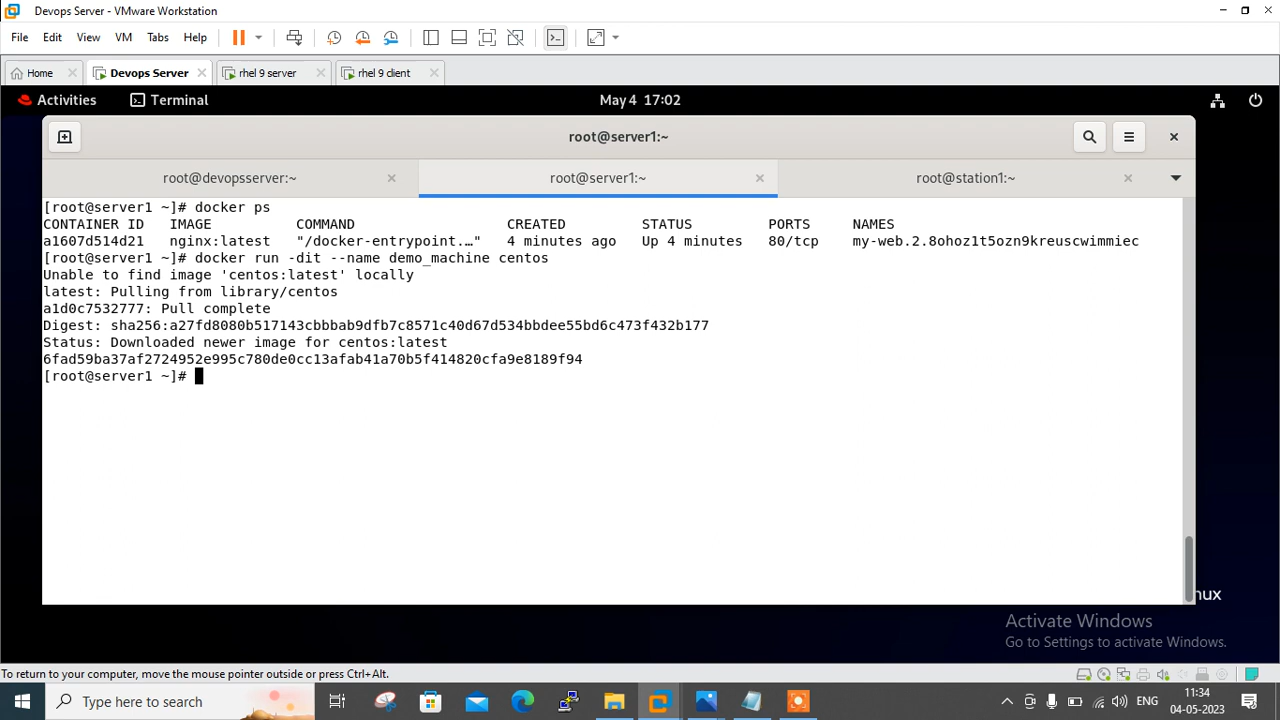 Devops Server - VMware Workstation
File Edit View VM Tabs Help
Home Devops Server rhel 9 server rhel 9 client
Activities Terminal May 4 17:02
root@server1:~
root@devopsserver:~ root@server1:~ root@station1:~
[root@server1 ~]# docker ps
CONTAINER ID IMAGE COMMAND CREATED STATUS PORTS NAMES
a1607d514d21 nginx:latest "/docker-entrypoint.…" 4 minutes ago Up 4 minutes 80/tcp my-web.2.8ohoz1t5ozn9kreuscwimmiec
[root@server1 ~]# docker run -dit --name demo_machine centos
Unable to find image 'centos:latest' locally
latest: Pulling from library/centos
a1d0c7532777: Pull complete
Digest: sha256:a27fd8080b517143cbbbab9dfb7c8571c40d67d534bbdee55bd6c473f432b177
Status: Downloaded newer image for centos:latest
6fad59ba37af2724952e995c780de0cc13afab41a70b5f414820cfa9e8189f94
[root@server1 ~]#
nux
Activate Windows
Go to Settings to activate Windows.
To return to your computer, move the mouse pointer outside or press Ctrl+Alt.
Type here to search
ENG
11:34
04-05-2023